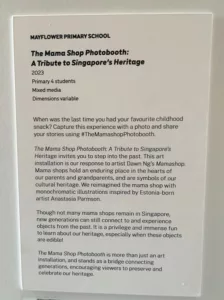 MAYFLOWER PRIMARY SCHOOL
The Mama Shop Photobooth:
A Tribute to Singapore's Heritage
2023
Primary 4 students
Mixed media
Dimensions variable
When was the last time you had your favourite childhood
snack? Capture this experience with a photo and share
your stories using #TheMamashopPhotobooth.
The Mama Shop Photobooth: A Tribute to Singapore's
Heritage invites you to step into the past. This art
installation is our response to artist Dawn Ng's Mamashop.
Mama shops hold an enduring place in the hearts of
our parents and grandparents, and are symbols of our
cultural heritage. We reimagined the mama shop with
monochromatic illustrations inspired by Estonia-born
artist Anastasia Parmson.
Though not many mama shops remain in Singapore,
new generations can still connect to and experience
objects from the past. It is a privilege and immense fun
to learn about our heritage, especially when these objects
are edible!
The Mama Shop Photobooth is more than just an art
installation, and stands as a bridge connecting
generations, encouraging viewers to preserve and
celebrate our heritage.